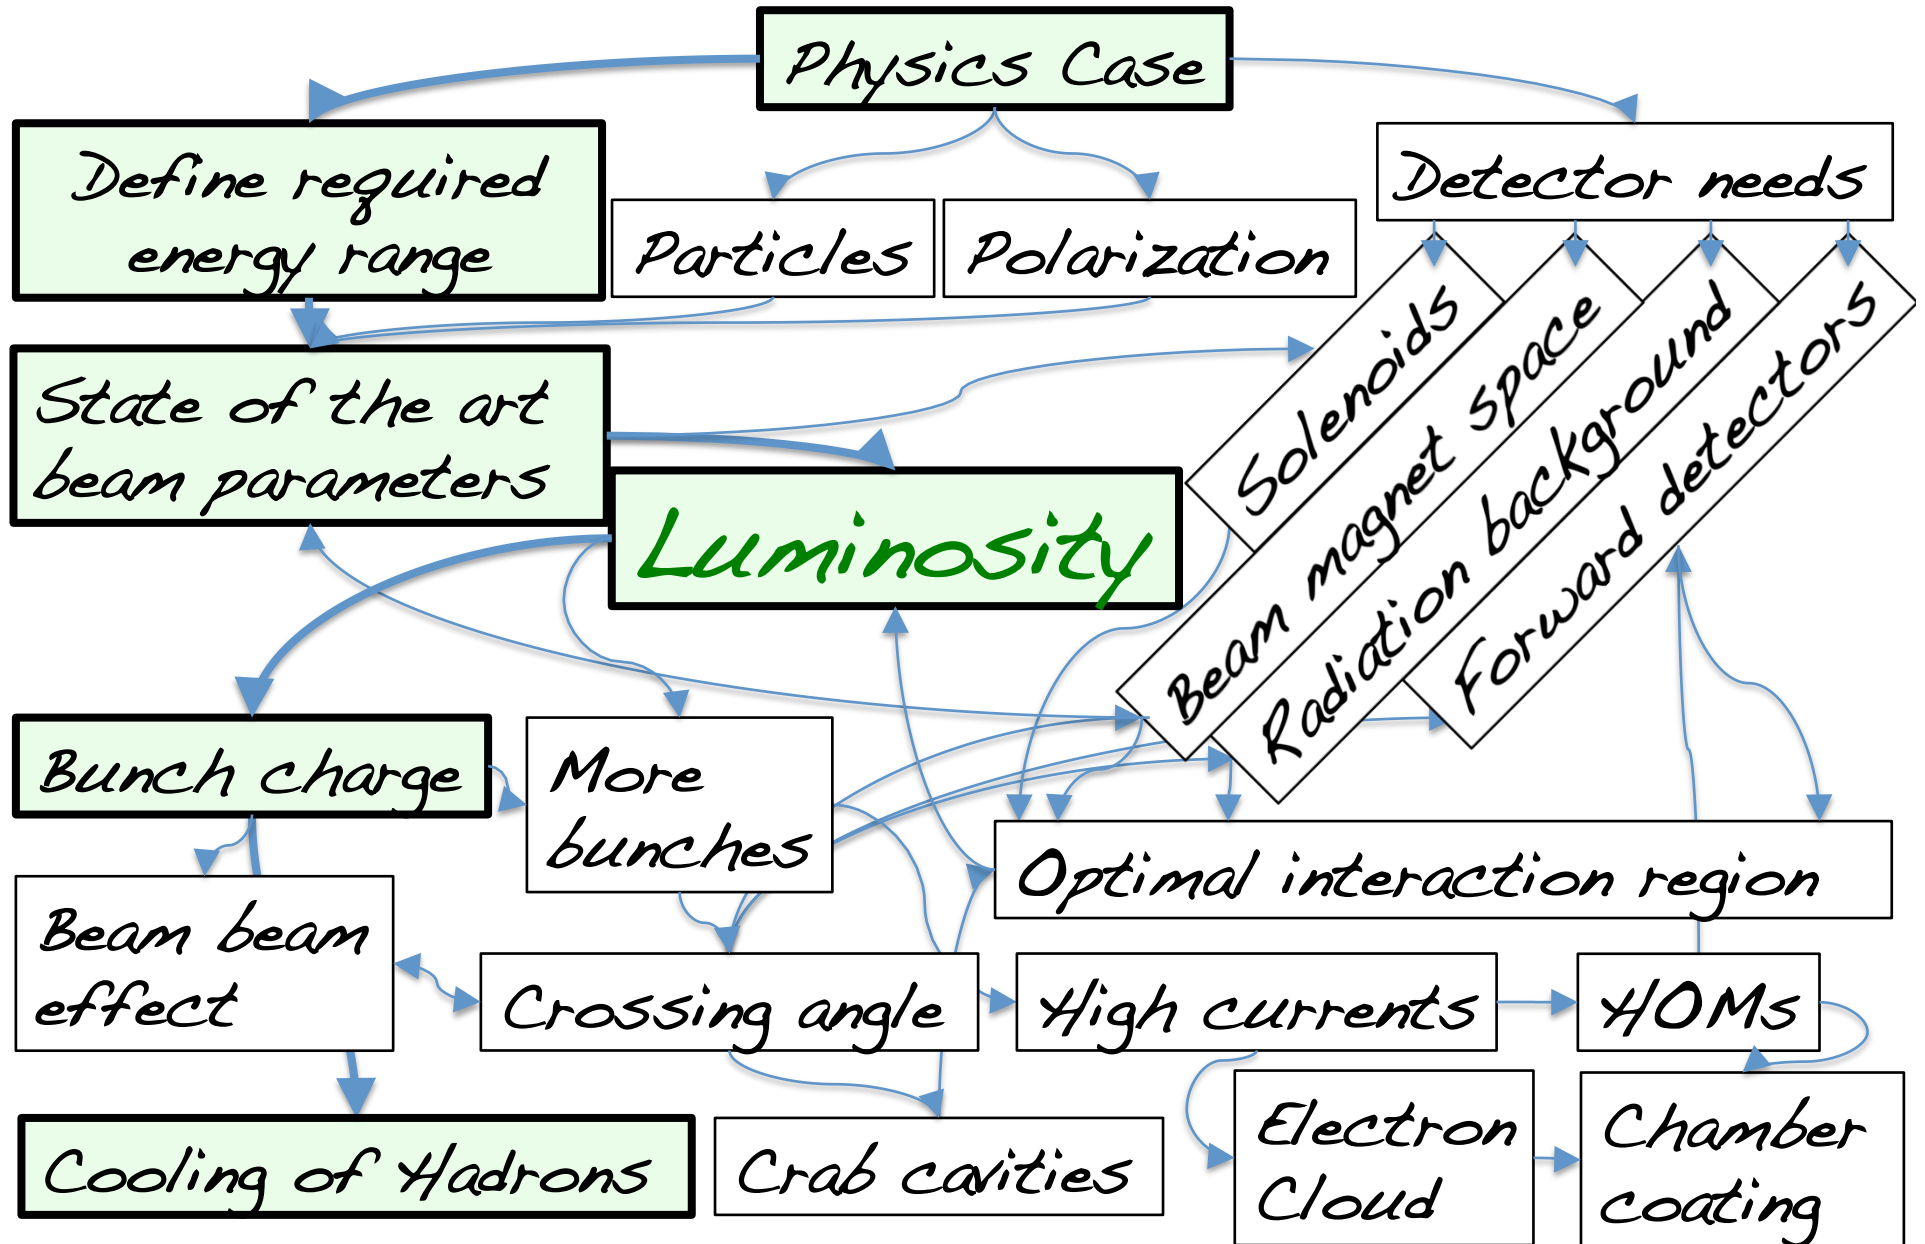 Physics Case
Define required
energy range
Particles
Polarization
Detector needs
State of the art
beam parameters
Luminosity
Solenoids
Beam magnet space
Radiation background
Forward detectors
Bunch charge
More
bunches
Optimal interaction region
Beam beam
effect
Crossing angle
High currents
HOMs
Cooling of Hadrons
Crab cavities
Electron
Cloud
Chamber
coating